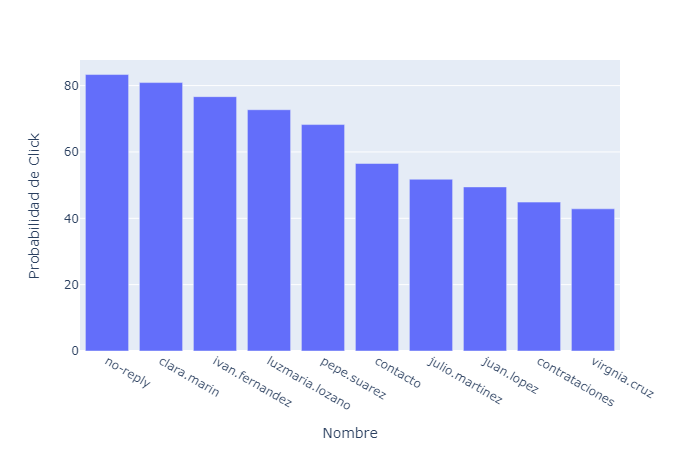 80
60
40
20
0
Probabilidad de Click
no-reply
clara.marin
ivan.fernandez
luzmaria.lozano
pepe.suarez
contacto
julio.martinez
juan.lopez
contrataciones
virgnia.cruz
Nombre